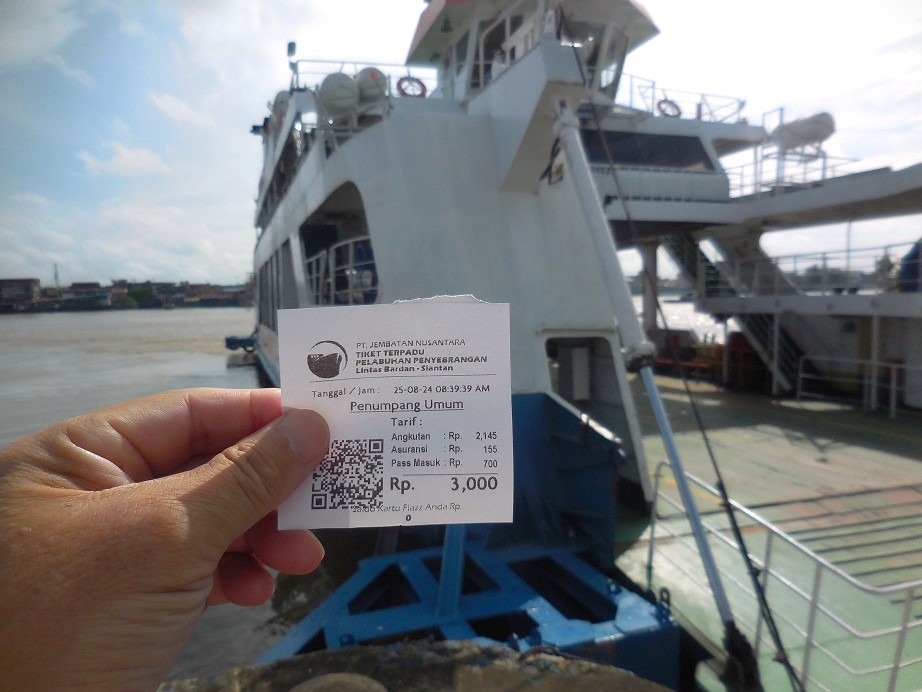 PT. JEMBATAN NUSANTARA
TIKET TERPADU
PELABUHAN PENYEBRANGAN
Lintas Bardan - Siantan
Tanggal / Jam : 25-08-24 08:39:39 AM
Penumpang Umum
Tarif :
Angkutan : Rp. 2,145
Asuransi : Rp. 155
Pass Masuk : Rp. 700
Rp. 3,000
Saldo Kartu Flazz Anda Rp.
0